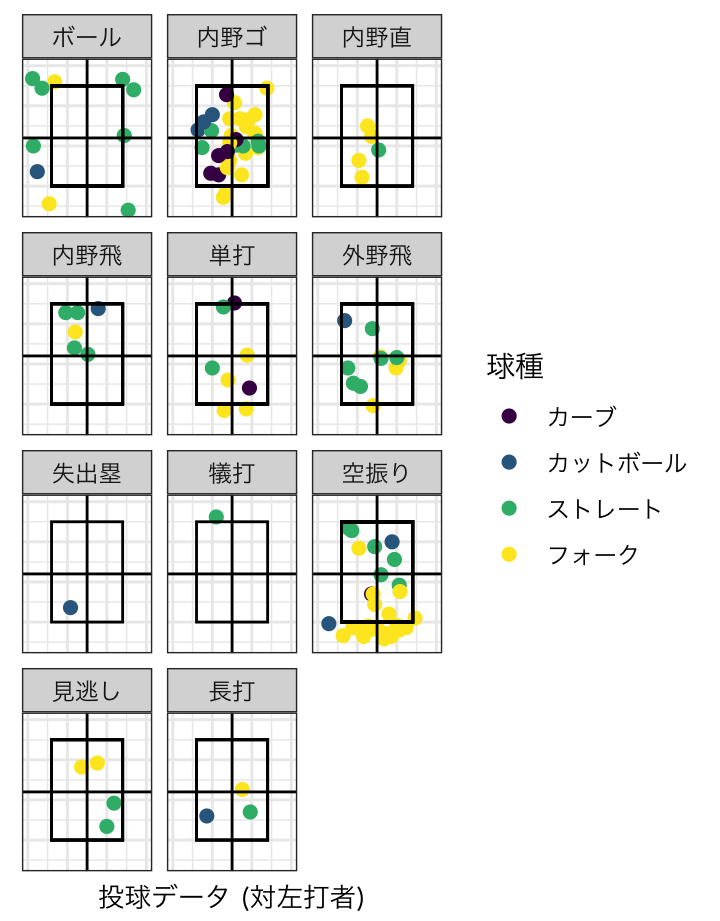 ボール
内野ゴ
内野直
内野飛
単打
外野飛
失出塁
犠打
空振り
見逃し
長打
球種
カーブ
カットボール
ストレート
フォーク
投球データ (対左打者)